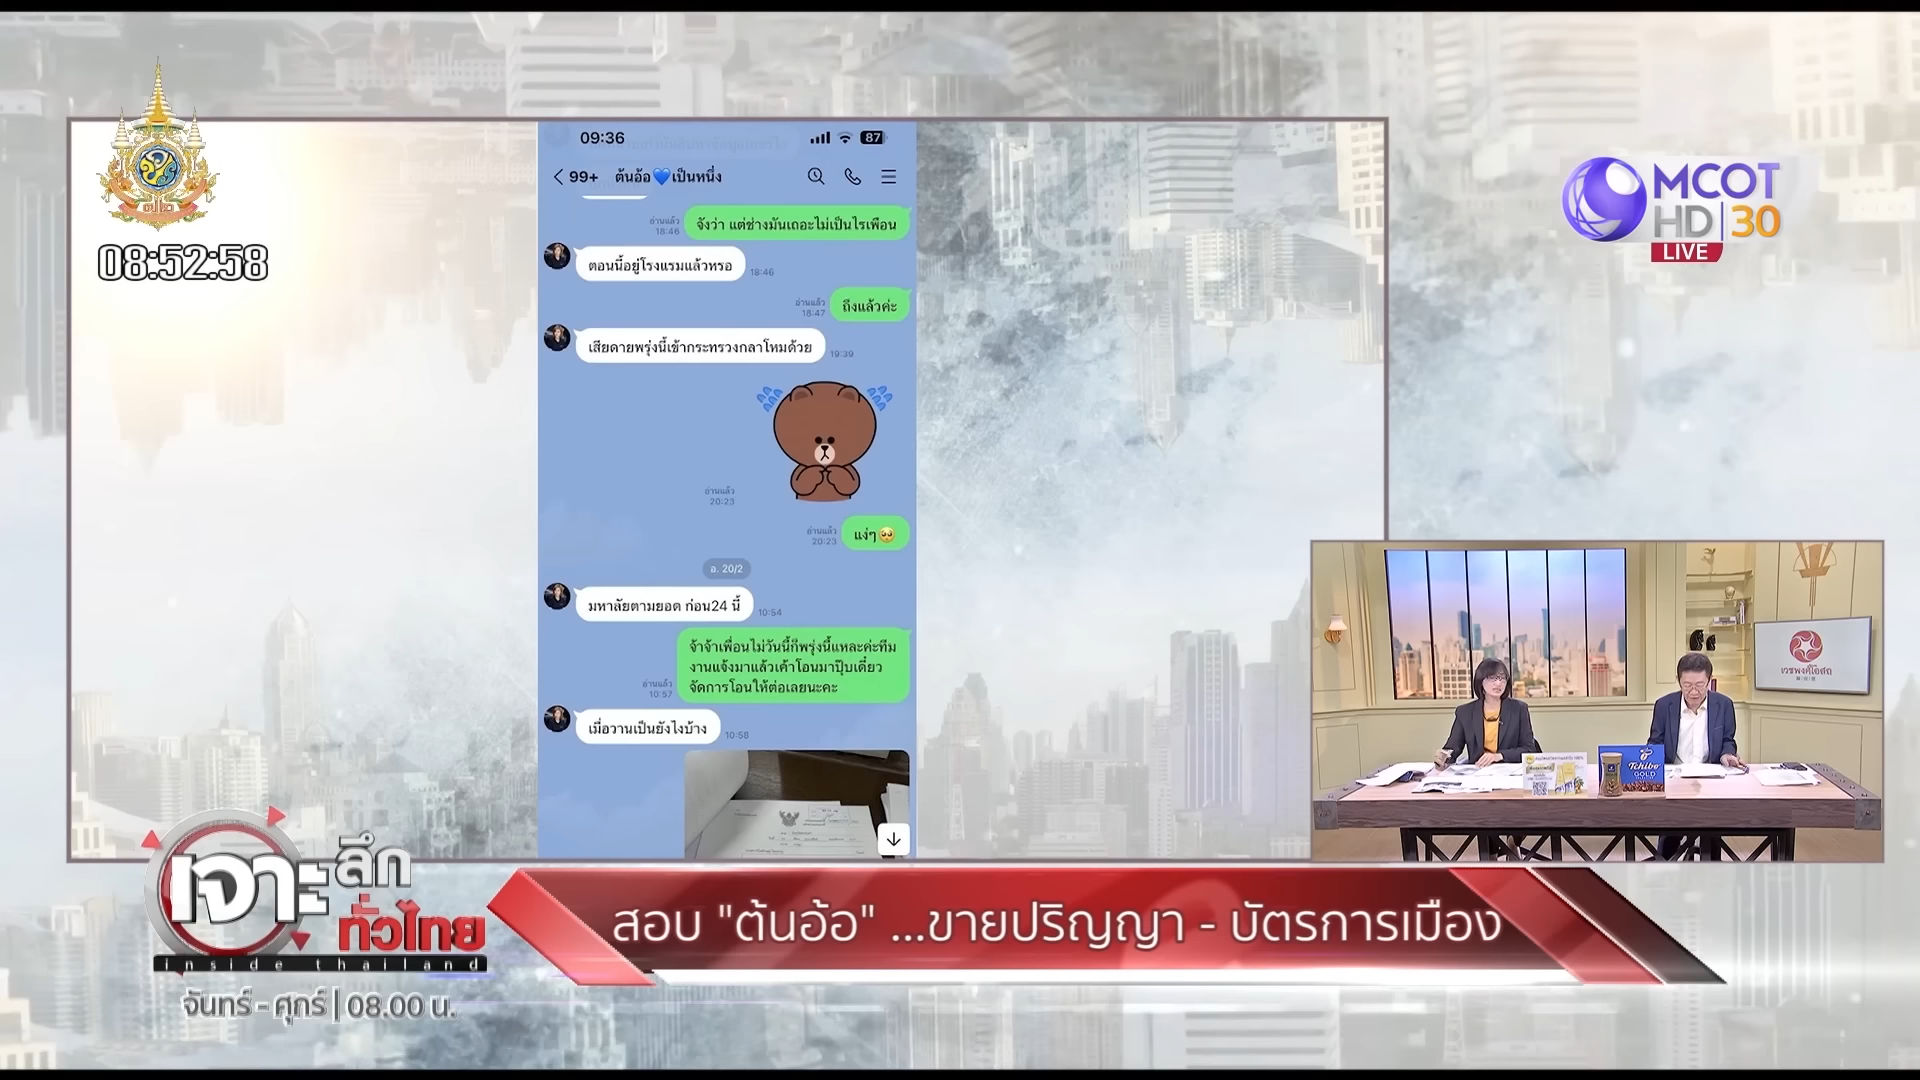 08:52:58
09:36
87
99+ ต้นอ้อ💙เป็นหนึ่ง
จังว่า แต่ช่างมันเถอะไม่เป็นไรเพื่อน
อ่านแล้ว
18:46
ตอนนี้อยู่โรงแรมแล้วหรอ
18:46
ถึงแล้วค่ะ
อ่านแล้ว
18:47
เสียดายพรุ่งนี้เข้ากระทรวงกลาโหมด้วย
19:39
อ่านแล้ว
20:23
แง่ๆ🥺
อ่านแล้ว
20:23
อ. 20/2
มหาลัยตามยอด ก่อน24 นี้
10:54
จ้าจ้าเพื่อนไม่วันนี้ก็พรุ่งนี้แหละค่ะทีม
งานแจ้งมาแล้วเค้าโอนมาปุ๊บเดี๋ยว
จัดการโอนให้ต่อเลยนะคะ
อ่านแล้ว
10:57
เมื่อวานเป็นยังไงบ้าง
10:58
MCOT
HD 30
LIVE
เวชพงศ์โอสถ
Tchibo
GOLD
เจาะลึก
ทั่วไทย
inside thailand
จันทร์ - ศุกร์ | 08.00 น.
สอบ "ต้นอ้อ" ...ขายปริญญา - บัตรการเมือง